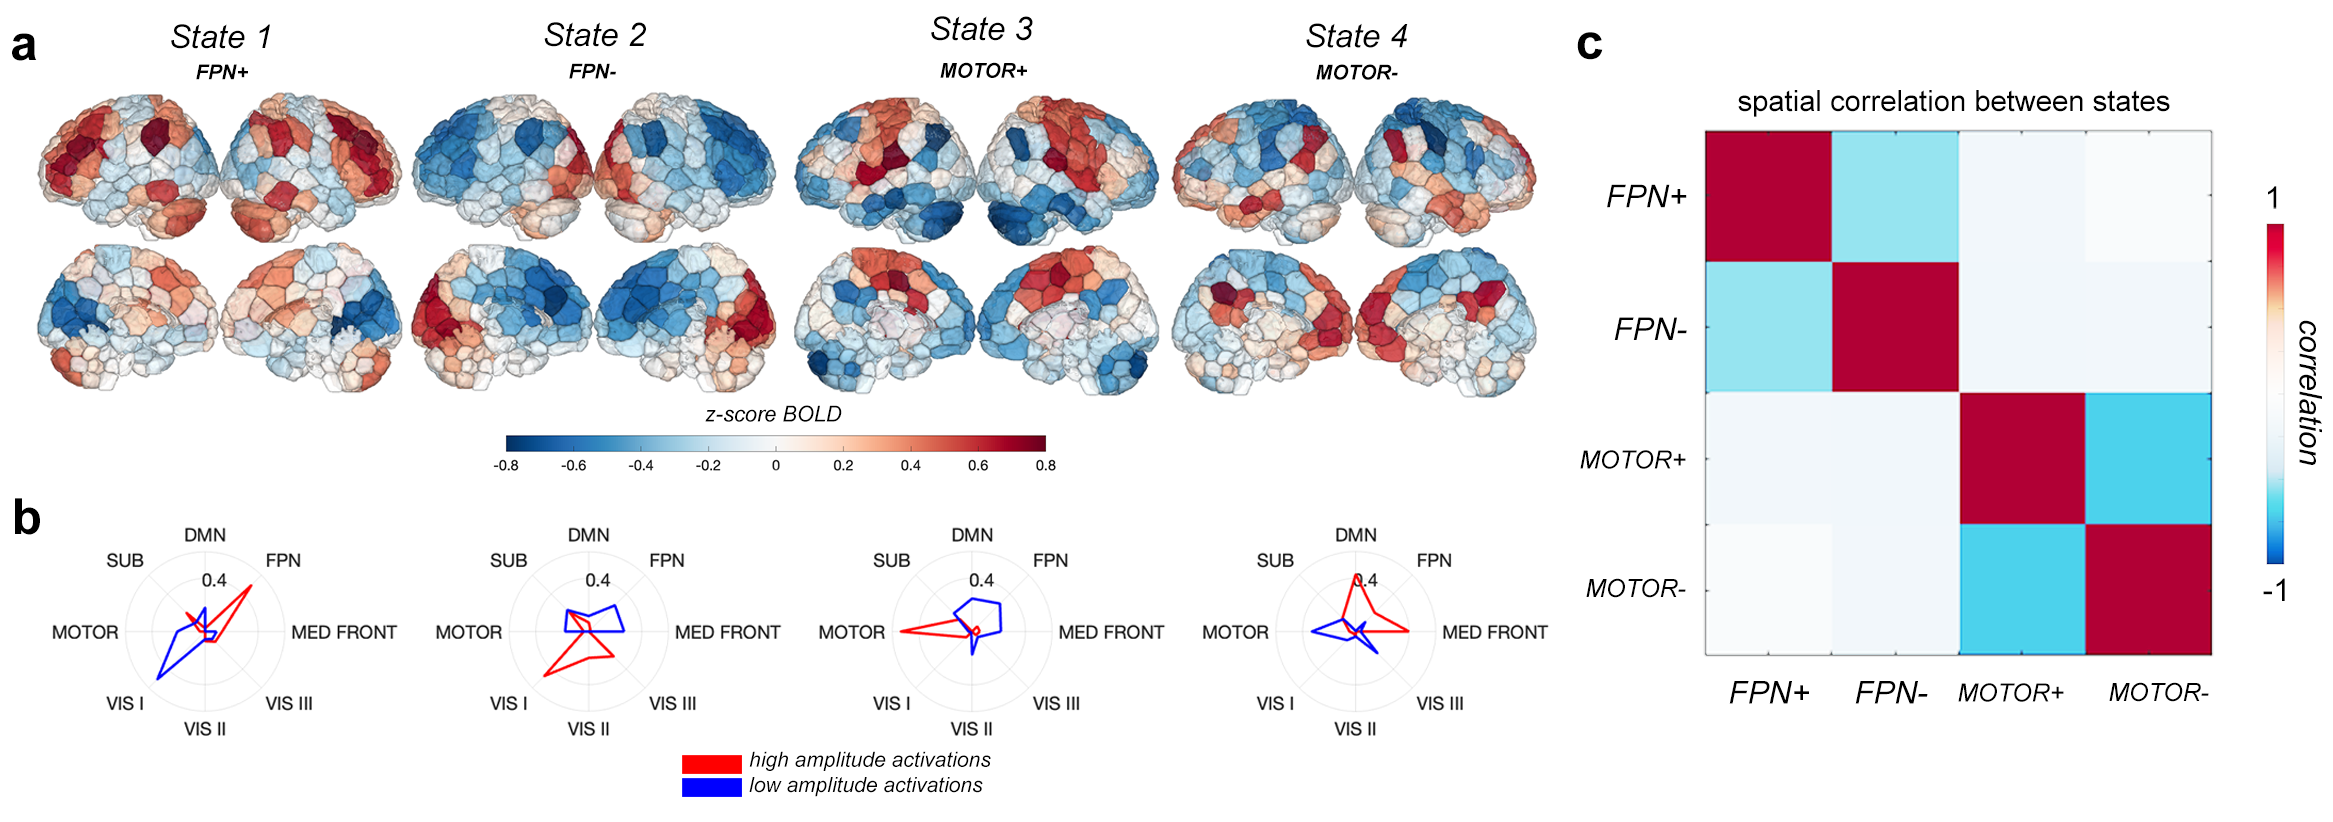 a
State 1
FPN+
State 2
FPN-
State 3
MOTOR+
State 4
MOTOR-
z-score BOLD
-0.8 -0.6 -0.4 -0.2 0 0.2 0.4 0.6 0.8
b
DMN
SUB FPN
0.4
MOTOR MED FRONT
VIS I VIS III
VIS II
DMN
SUB FPN
0.4
MOTOR MED FRONT
VIS I VIS III
VIS II
DMN
SUB FPN
0.4
MOTOR MED FRONT
VIS I VIS III
VIS II
DMN
SUB FPN
0.4
MOTOR MED FRONT
VIS I VIS III
VIS II
high amplitude activations
low amplitude activations
c
spatial correlation between states
FPN+
FPN-
MOTOR+
MOTOR-
FPN+ FPN- MOTOR+ MOTOR-
1
correlation
-1